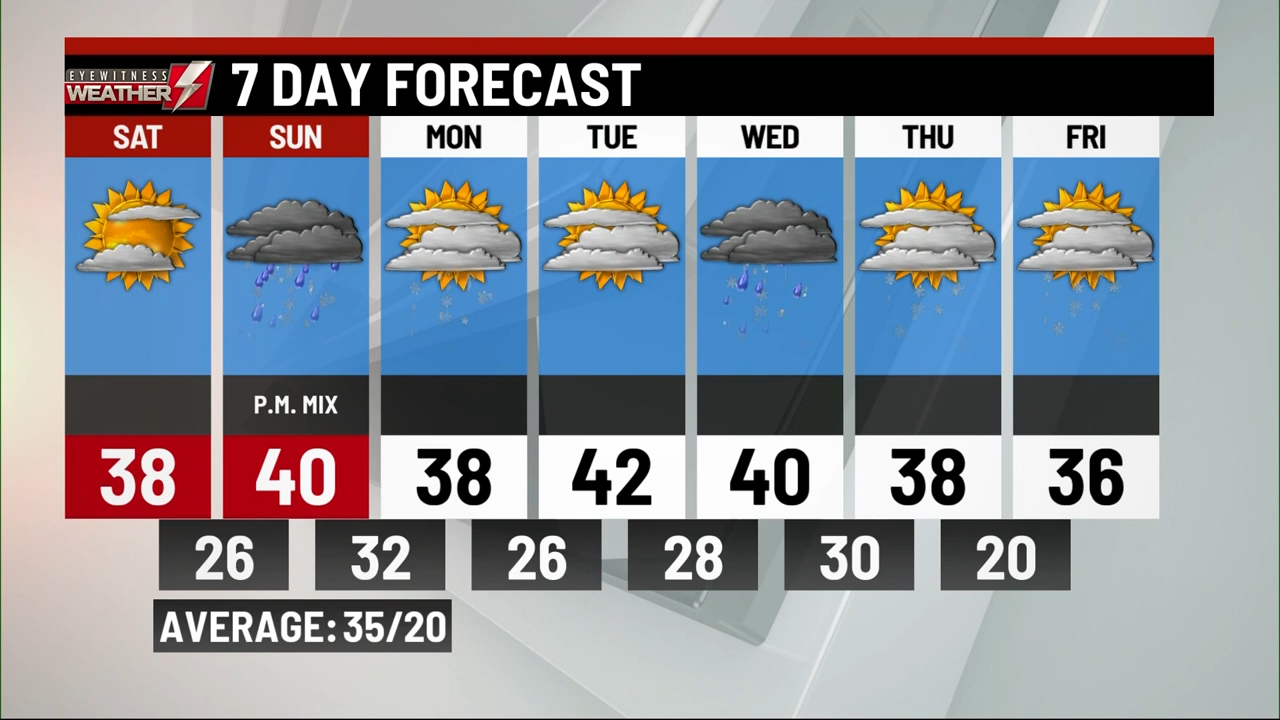 EYEWITNESS
WEATHER
7 DAY FORECAST
SAT SUN MON TUE WED THU FRI
P.M. MIX
38 40 38 42 40 38 36
26 32 26 28 30 20
AVERAGE: 35/20